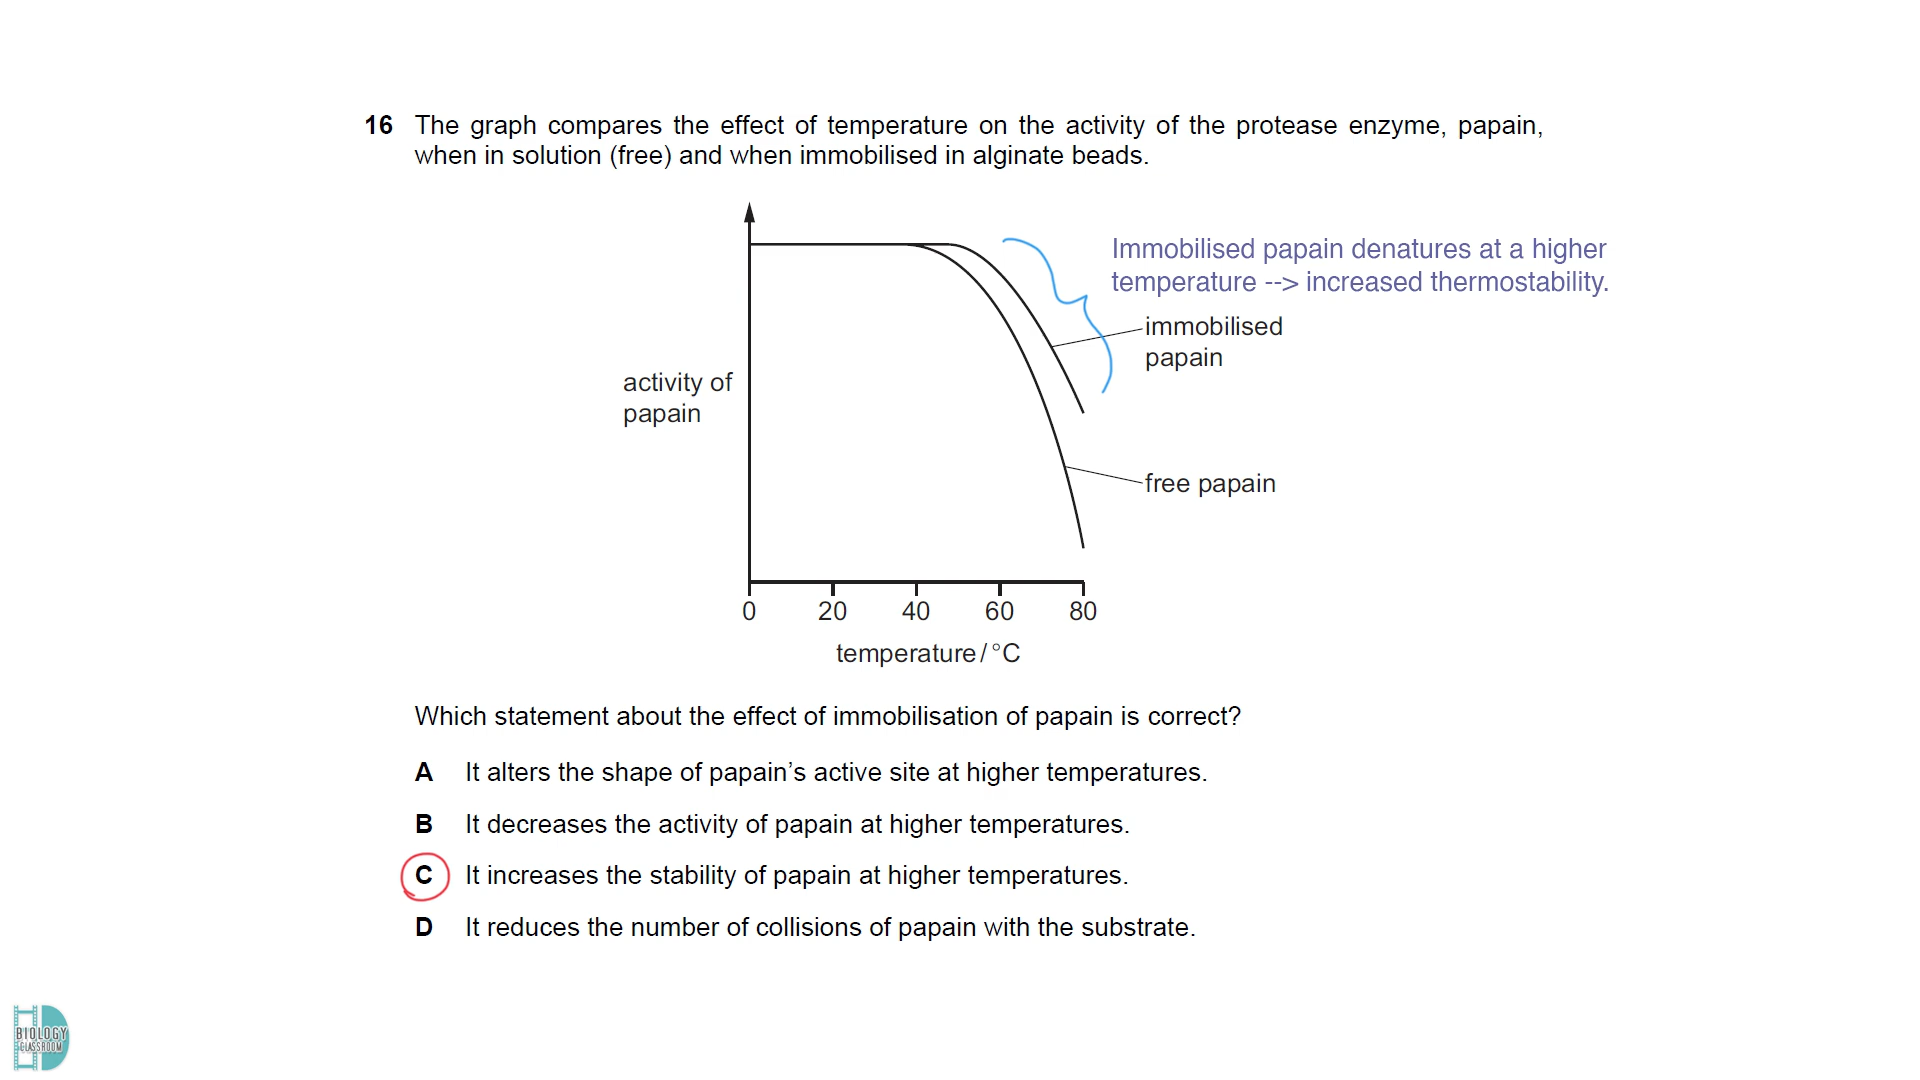 16 The graph compares the effect of temperature on the activity of the protease enzyme, papain,
when in solution (free) and when immobilised in alginate beads.
Immobilised papain denatures at a higher
temperature --> increased thermostability.
immobilised
papain
activity of
papain
free papain
0 20 40 60 80
temperature / °C
Which statement about the effect of immobilisation of papain is correct?
A It alters the shape of papain’s active site at higher temperatures.
B It decreases the activity of papain at higher temperatures.
C It increases the stability of papain at higher temperatures.
D It reduces the number of collisions of papain with the substrate.
BIOLOGY
CLASSROOM